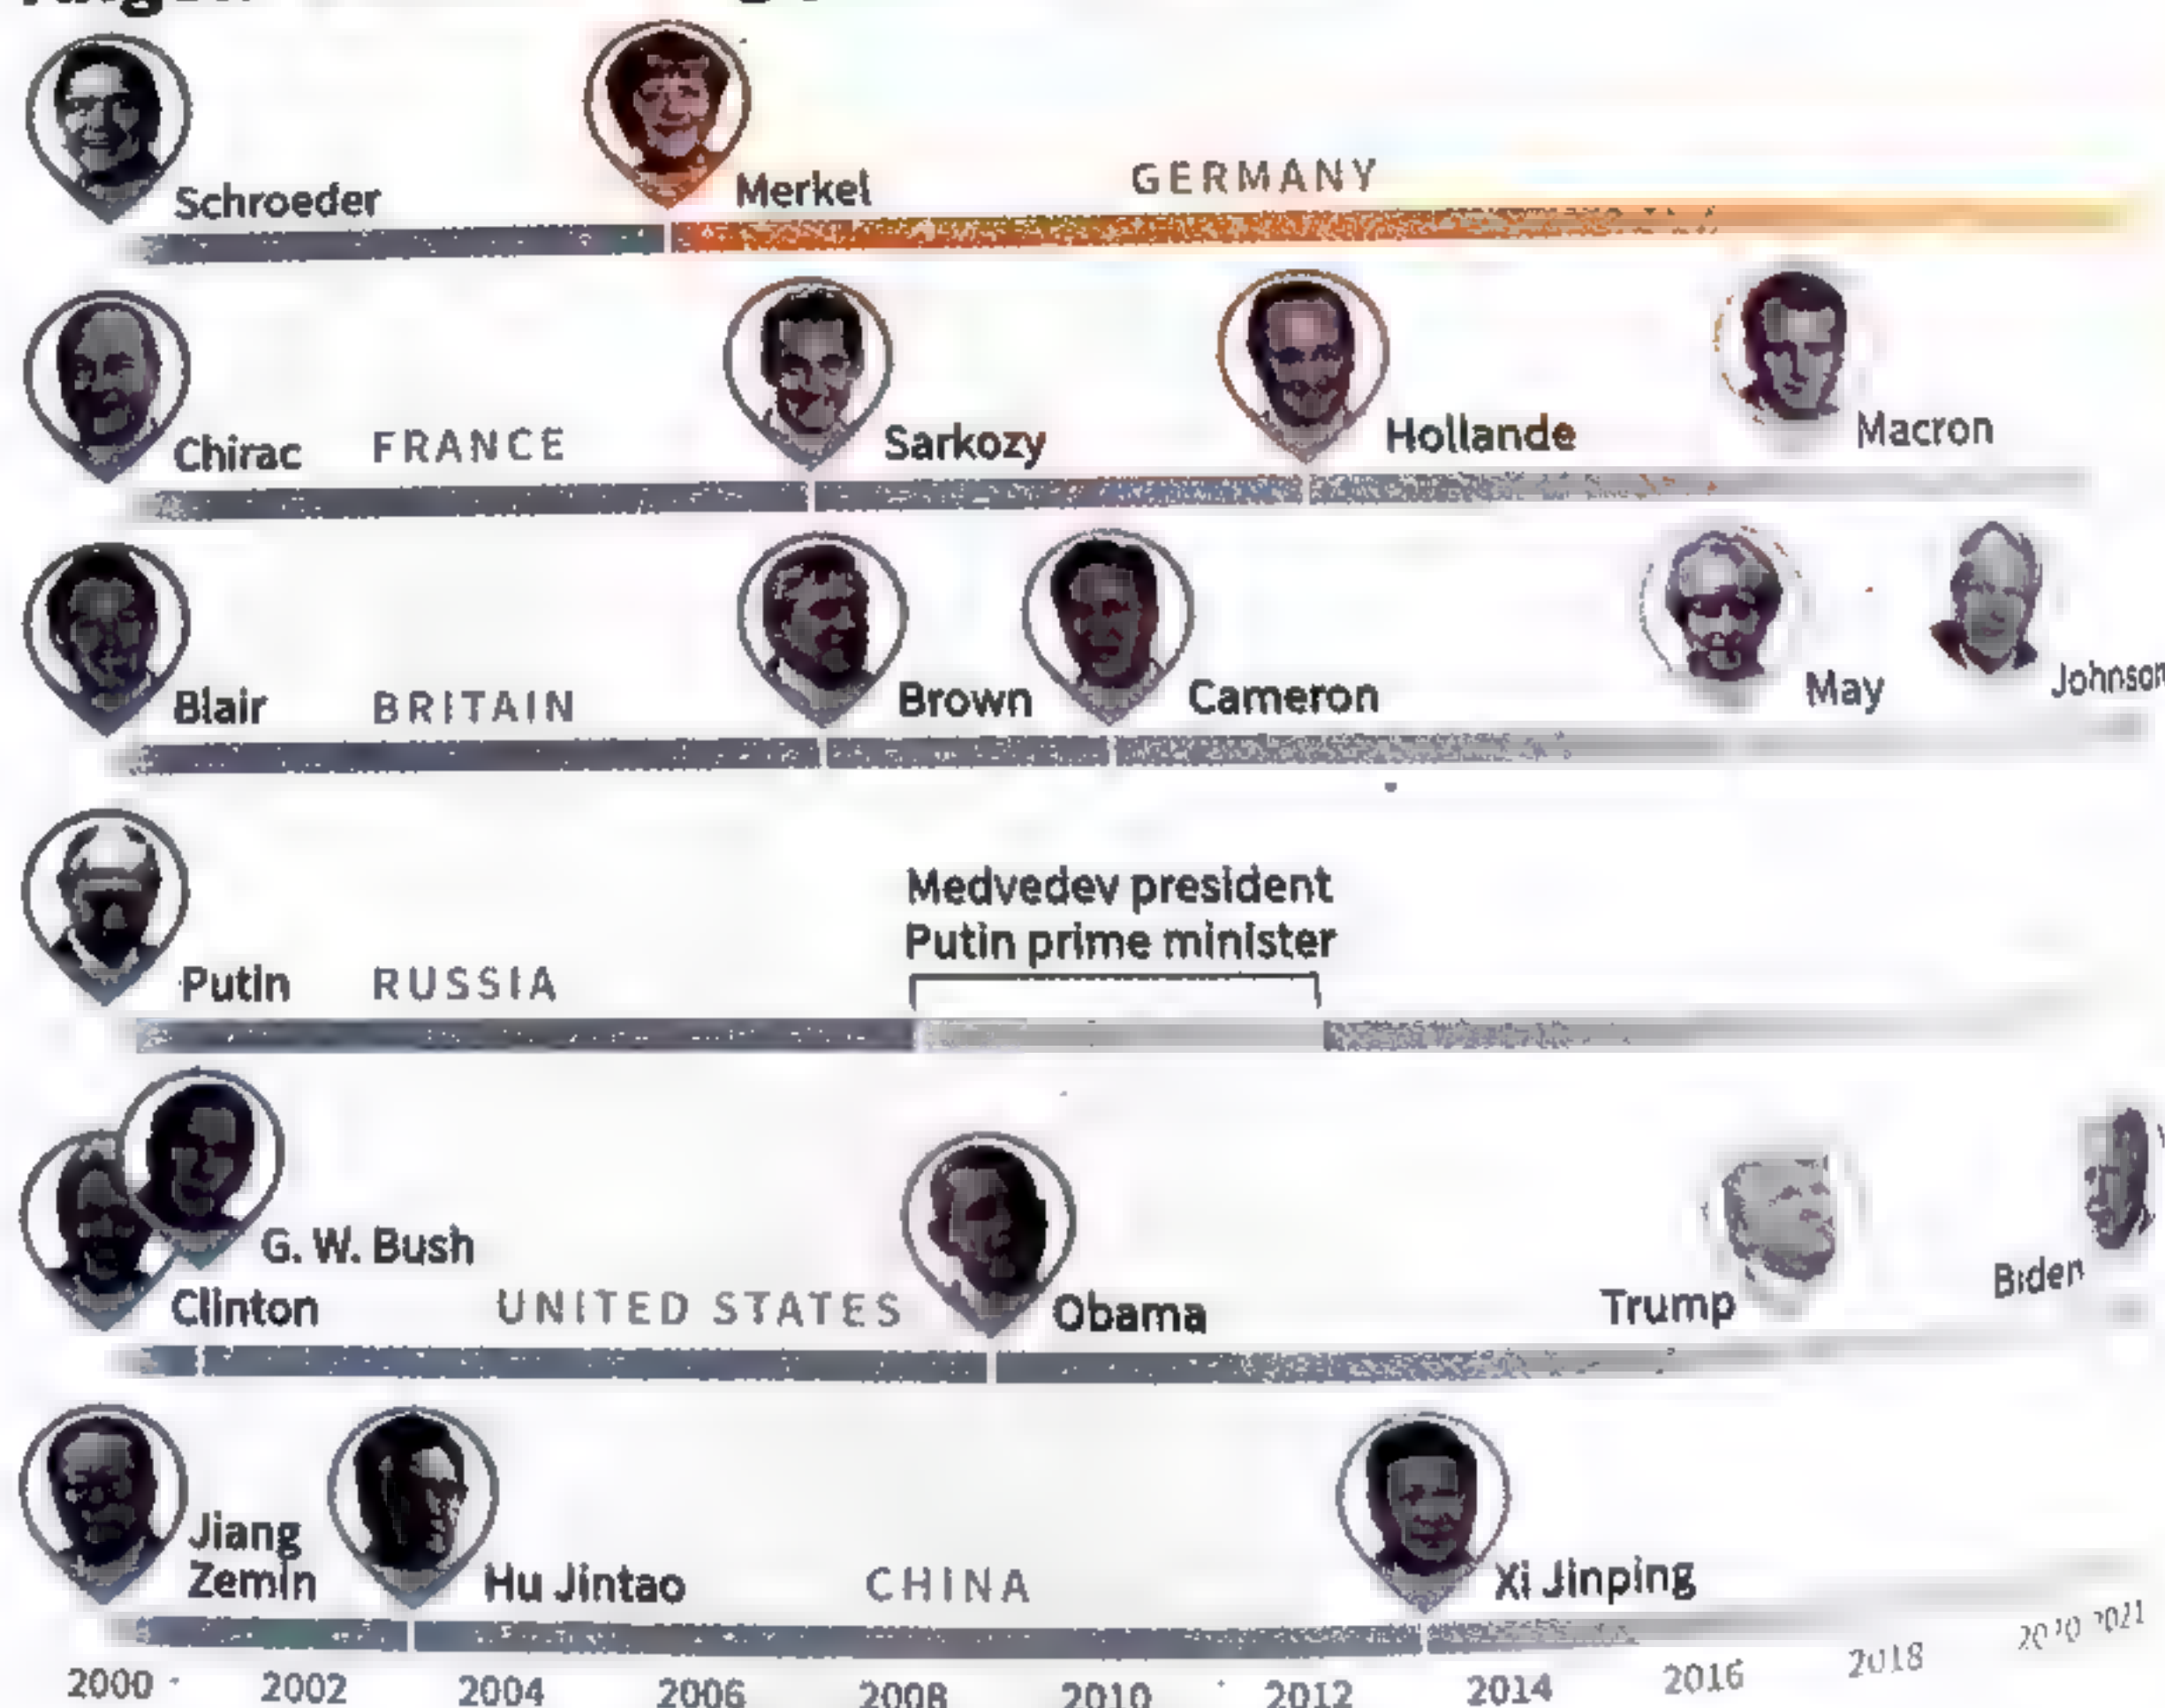 Schroeder
Merkel
GERMANY
Chirac
FRANCE
Sarkozy
Hollande
Macron
Blair
BRITAIN
Brown
Cameron
May
Johnson
Medvedev president
Putin prime minister
Putin
RUSSIA
G. W. Bush
Clinton
UNITED STATES
Obama
Trump
Biden
Jiang
Zemin
Hu Jintao
CHINA
Xi Jinping
2000 2002 2004 2006 2008 2010 2012 2014 2016 2018 2020 2021